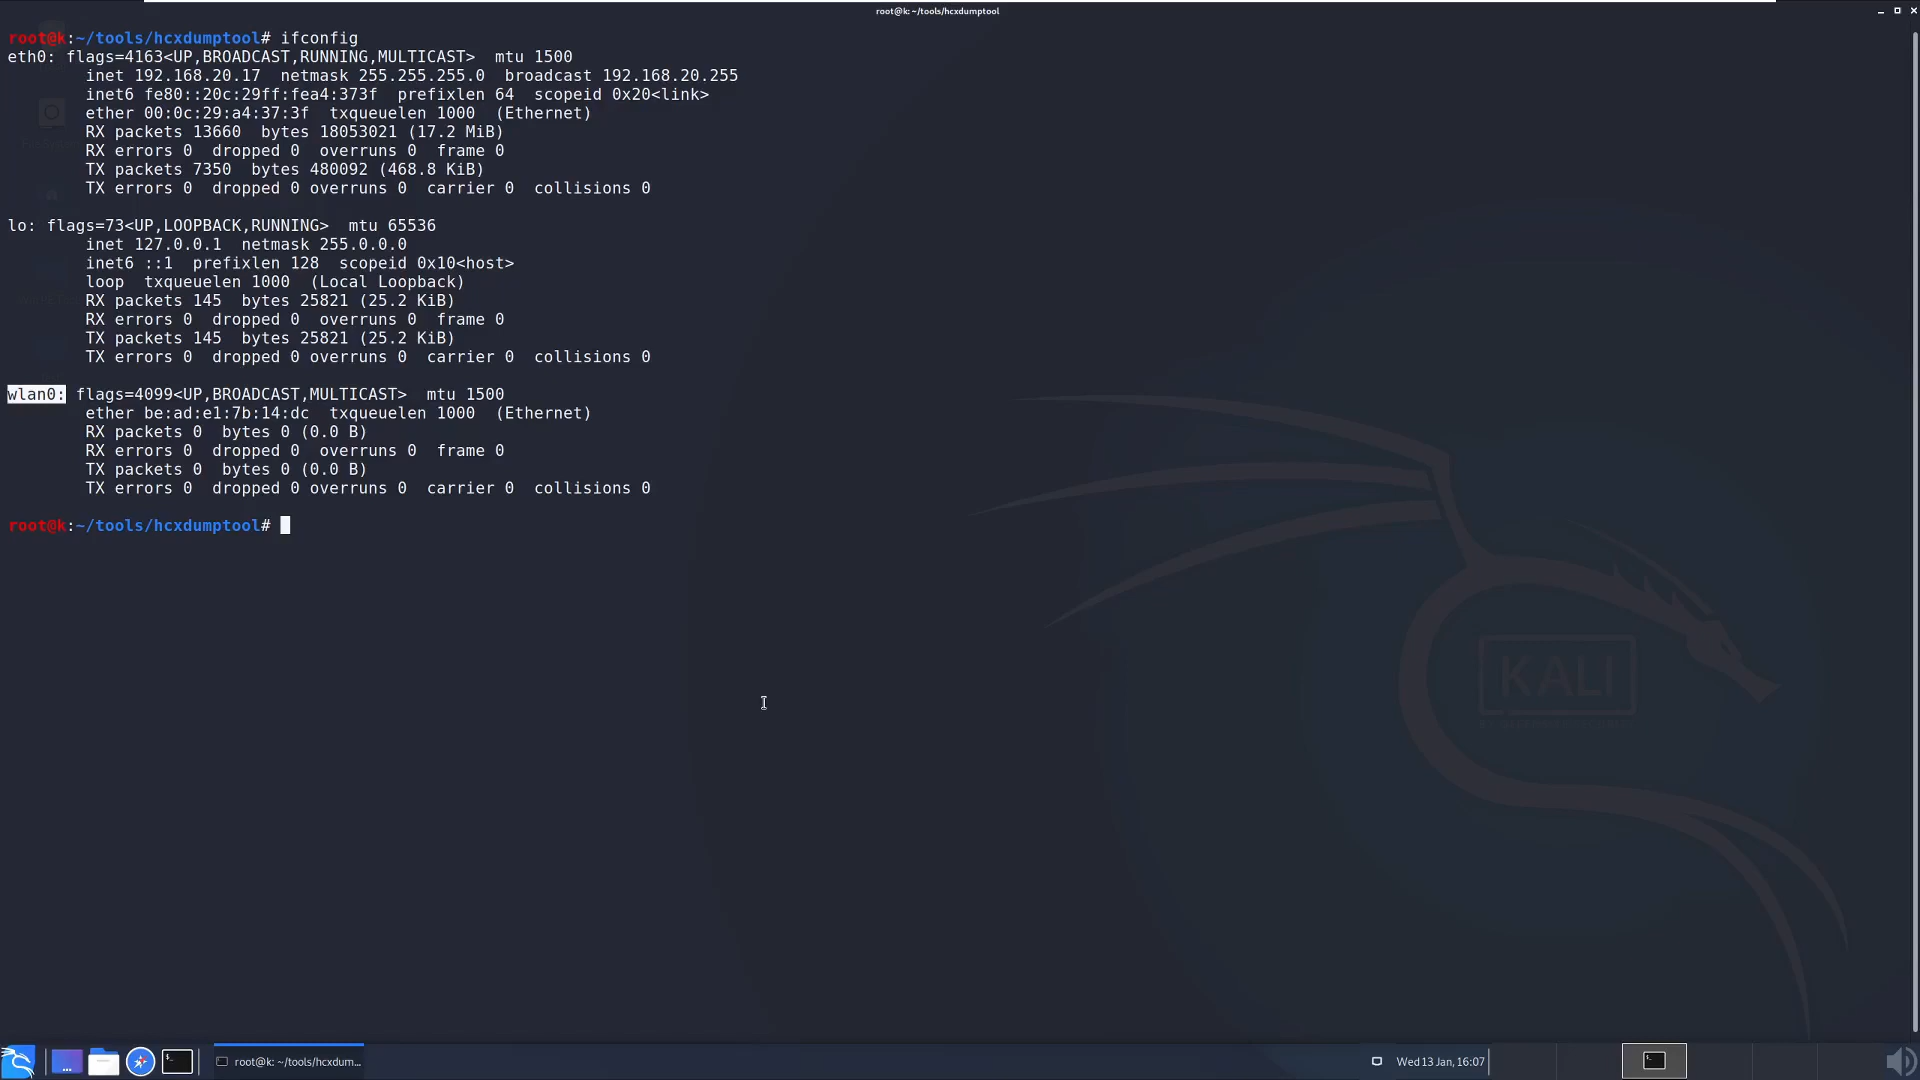 root@k: ~/tools/hcxdumptool
root@k:~/tools/hcxdumptool# ifconfig
eth0: flags=4163<UP,BROADCAST,RUNNING,MULTICAST>  mtu 1500
        inet 192.168.20.17  netmask 255.255.255.0  broadcast 192.168.20.255
        inet6 fe80::20c:29ff:fea4:373f  prefixlen 64  scopeid 0x20<link>
        ether 00:0c:29:a4:37:3f  txqueuelen 1000  (Ethernet)
        RX packets 13660  bytes 18053021 (17.2 MiB)
        RX errors 0  dropped 0  overruns 0  frame 0
        TX packets 7350  bytes 480092 (468.8 KiB)
        TX errors 0  dropped 0 overruns 0  carrier 0  collisions 0
lo: flags=73<UP,LOOPBACK,RUNNING>  mtu 65536
        inet 127.0.0.1  netmask 255.0.0.0
        inet6 ::1  prefixlen 128  scopeid 0x10<host>
        loop  txqueuelen 1000  (Local Loopback)
        RX packets 145  bytes 25821 (25.2 KiB)
        RX errors 0  dropped 0  overruns 0  frame 0
        TX packets 145  bytes 25821 (25.2 KiB)
        TX errors 0  dropped 0 overruns 0  carrier 0  collisions 0
wlan0: flags=4099<UP,BROADCAST,MULTICAST>  mtu 1500
        ether be:ad:e1:7b:14:dc  txqueuelen 1000  (Ethernet)
        RX packets 0  bytes 0 (0.0 B)
        RX errors 0  dropped 0  overruns 0  frame 0
        TX packets 0  bytes 0 (0.0 B)
        TX errors 0  dropped 0 overruns 0  carrier 0  collisions 0
root@k:~/tools/hcxdumptool#
KALI
root@k: ~/tools/hcxdum...
Wed 13 Jan, 16:07